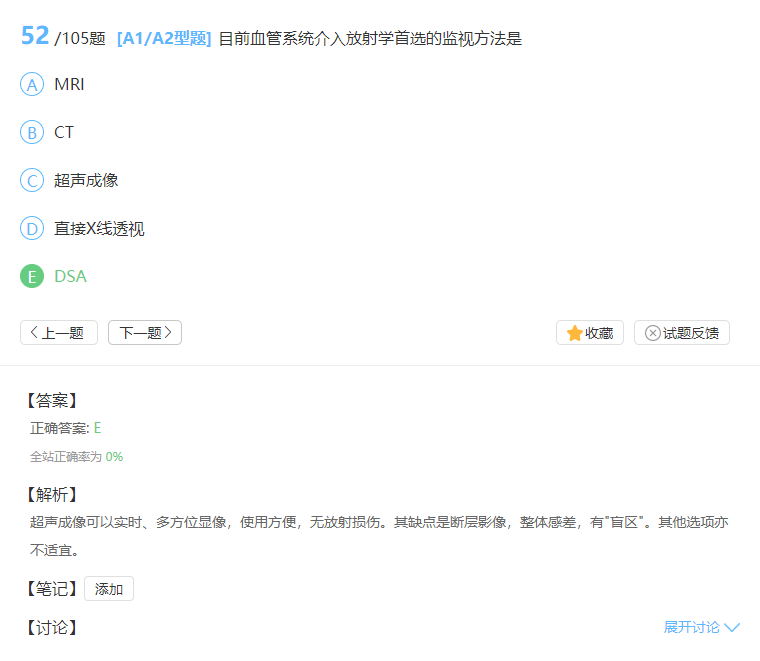 52 /105题 [A1/A2型题] 目前血管系统介入放射学首选的监视方法是
A MRI
B CT
C 超声成像
D 直接X线透视
E DSA
上一题 下一题 收藏 试题反馈
【答案】
正确答案: E
全站正确率为 0%
【解析】
超声成像可以实时、多方位显像，使用方便，无放射损伤。其缺点是断层影像，整体感差，有"盲区"。其他选项亦
不适宜。
【笔记】 添加
【讨论】 展开讨论